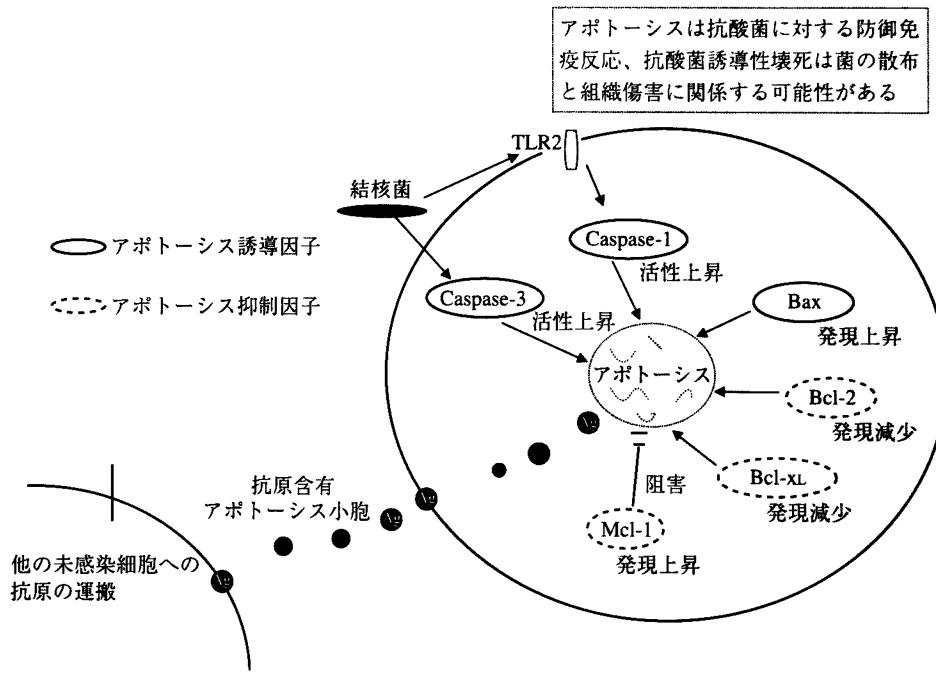 アポトーシスは抗酸菌に対する防御免
疫反応、抗酸菌誘導性壊死は菌の散布
と組織傷害に関係する可能性がある
TLR2
結核菌
アポトーシス誘導因子
アポトーシス抑制因子
Caspase-1
活性上昇
Caspase-3
活性上昇
Bax
発現上昇
アポトーシス
Bcl-2
発現減少
Bcl-xL
発現減少
阻害
Mcl-1
発現上昇
Ag
抗原含有
アポトーシス小胞
Ag
Ag
他の未感染細胞への
抗原の運搬
Ag